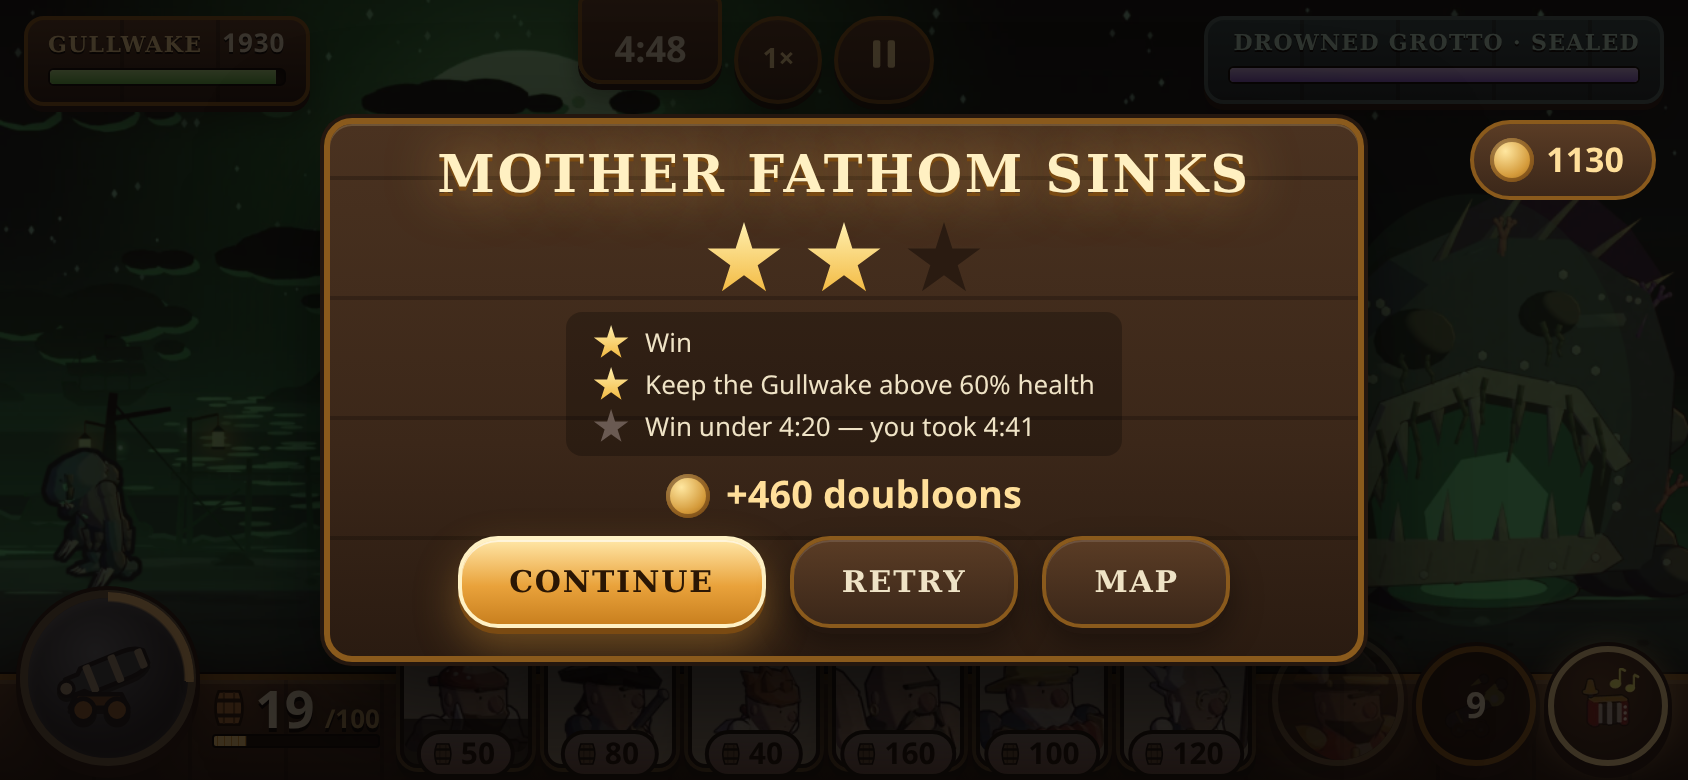 GULLWAKE 1930
4:48
1×
DROWNED GROTTO · SEALED
1130
MOTHER FATHOM SINKS
Win
Keep the Gullwake above 60% health
Win under 4:20 — you took 4:41
+460 doubloons
CONTINUE
RETRY
MAP
19 /100
50
80
40
160
100
120
9